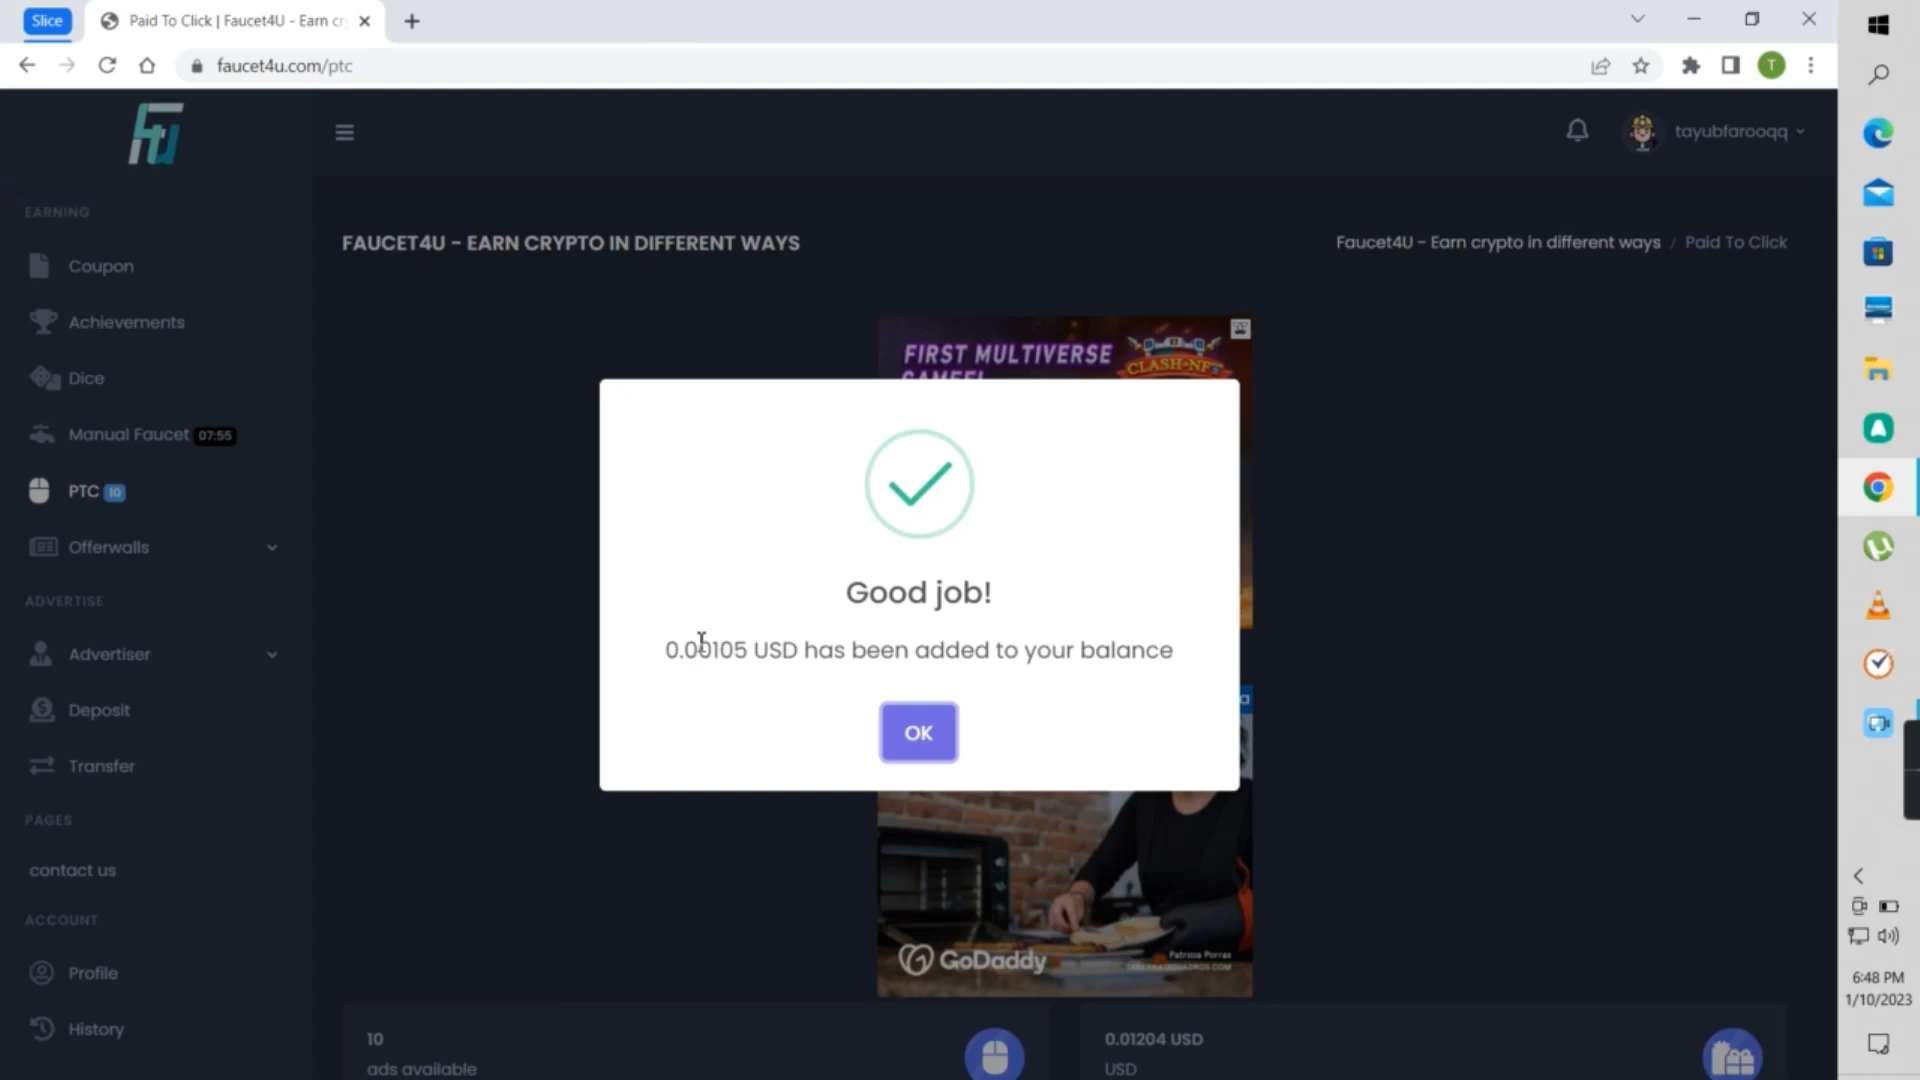 Slice
Paid To Click | Faucet4U - Earn cr
faucet4u.com/ptc
T
tayubfarooqq
EARNING
Coupon
Achievements
Dice
Manual Faucet 07:55
PTC 10
Offerwalls
ADVERTISE
Advertiser
Deposit
Transfer
PAGES
contact us
ACCOUNT
Profile
History
FAUCET4U - EARN CRYPTO IN DIFFERENT WAYS
Faucet4U - Earn crypto in different ways / Paid To Click
FIRST MULTIVERSE
CLASH NFT
Good job!
0.00105 USD has been added to your balance
OK
GoDaddy
Patricia Porras
10
ads available
0.01204 USD
USD
6:48 PM
1/10/2023